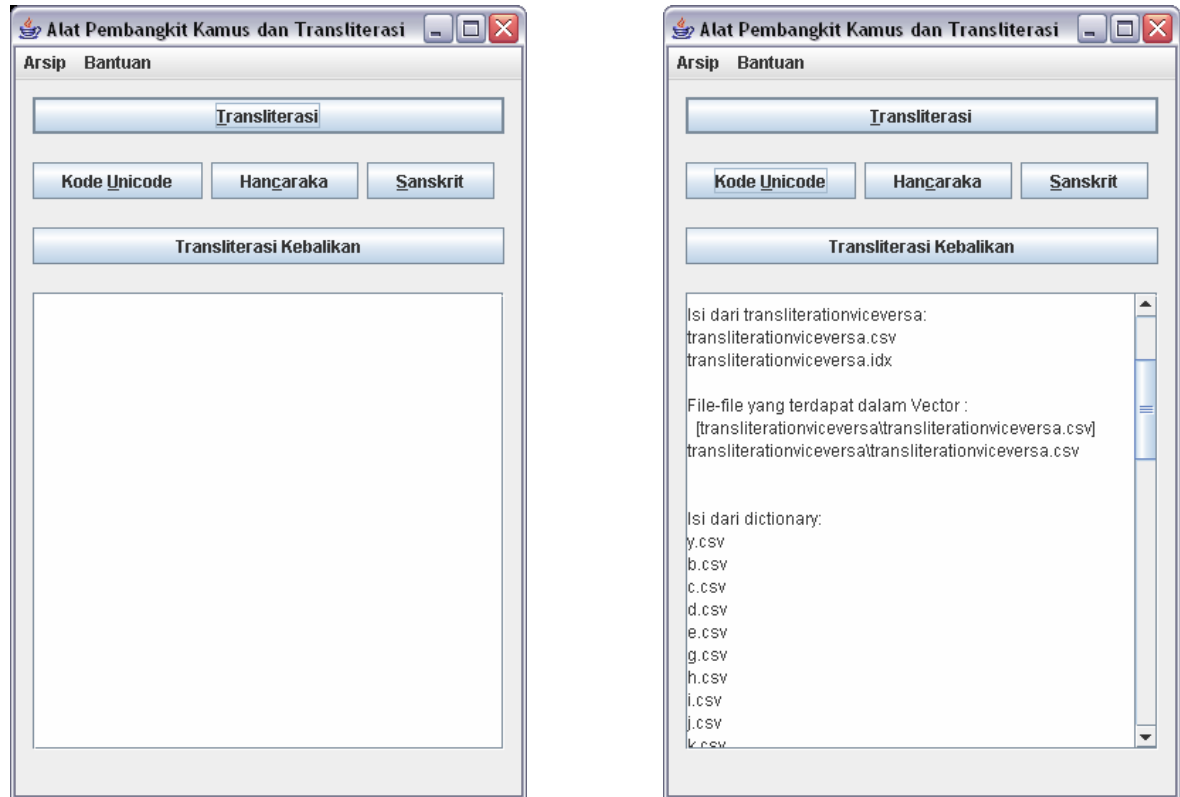 Alat Pembangkit Kamus dan Transliterasi
Arsip Bantuan
Transliterasi
Kode Unicode Hancaraka Sanskrit
Transliterasi Kebalikan
Alat Pembangkit Kamus dan Transliterasi
Arsip Bantuan
Transliterasi
Kode Unicode Hancaraka Sanskrit
Transliterasi Kebalikan
Isi dari transliterationviceversa:
transliterationviceversa.csv
transliterationviceversa.idx
File-file yang terdapat dalam Vector :
[transliterationviceversa\transliterationviceversa.csv]
transliterationviceversa\transliterationviceversa.csv
Isi dari dictionary:
y.csv
b.csv
c.csv
d.csv
e.csv
g.csv
h.csv
i.csv
j.csv
k.csv